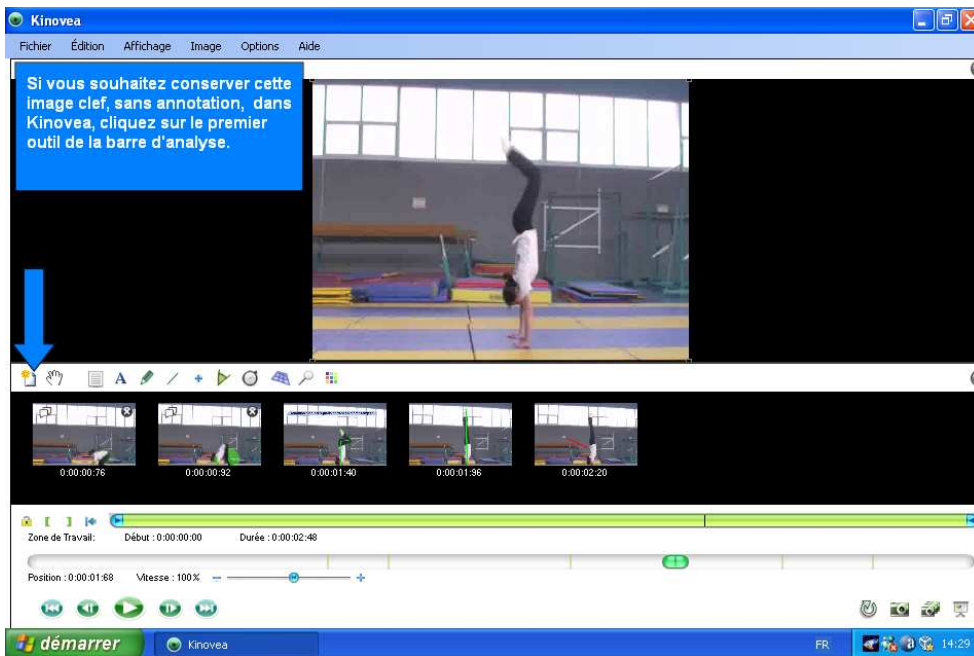 Kinovea
Fichier Édition Affichage Image Options Aide
Si vous souhaitez conserver cette
image clef, sans annotation, dans
Kinovea, cliquez sur le premier
outil de la barre d'analyse.
A
0:00:00:76 0:00:00:92 0:00:01:40 0:00:01:96 0:00:02:20
Zone de Travail: Début : 0:00:00:00 Durée : 0:00:02:48
Position : 0:00:01:68 Vitesse : 100%
démarrer Kinovea FR 14:29